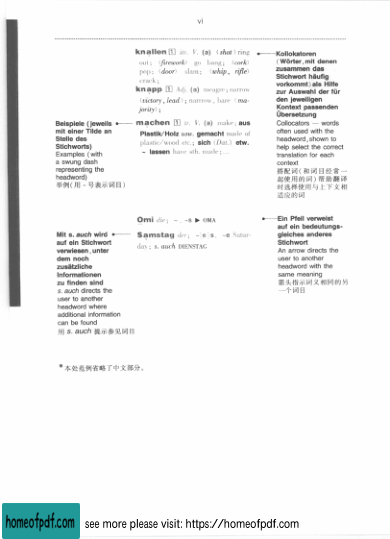 vi
knallen 1 sw. V. (a) (shot) ring
out; (firework) go bang; (cork)
pop; (door) slam; (whip, rifle)
crack;
knapp 1 Adj. (a) meagre; narrow
(victory, lead); narrow, bare (ma-
jority);
machen 1 sw. V. (a) make; aus
Plastik/Holz usw. gemacht made of
plastic/wood etc.; sich (Dat.) etw.
~ lassen have sth. made;...
Kollokatoren
(Wörter, mit denen
zusammen das
Stichwort häufig
vorkommt) als Hilfe
zur Auswahl der für
den jeweiligen
Kontext passenden
Übersetzung
Collocators — words
often used with the
headword, shown to
help select the correct
translation for each
context
搭配词(和词目经常一
起使用的词)帮助翻译
时选择使用与上下文相
适应的词
Beispiele (jeweils
mit einer Tilde an
Stelle des
Stichworts)
Examples (with
a swung dash
representing the
headword)
举例(用~号表示词目)
Omi die; ~, -s ▶ OMA
Samstag der; -[e]s, -e Satur-
day; s. auch DIENSTAG
Ein Pfeil verweist
auf ein bedeutungs-
gleiches anderes
Stichwort
An arrow directs the
user to another
headword with the
same meaning
箭头指示词义相同的另
一个词目
Mit s. auch wird
auf ein Stichwort
verwiesen, unter
dem noch
zusätzliche
Informationen
zu finden sind
s. auch directs the
user to another
headword where
additional information
can be found
用 s. auch 提示参见词目
*本处范例省略了中文部分。
homeofpdf.com see more please visit: https://homeofpdf.com